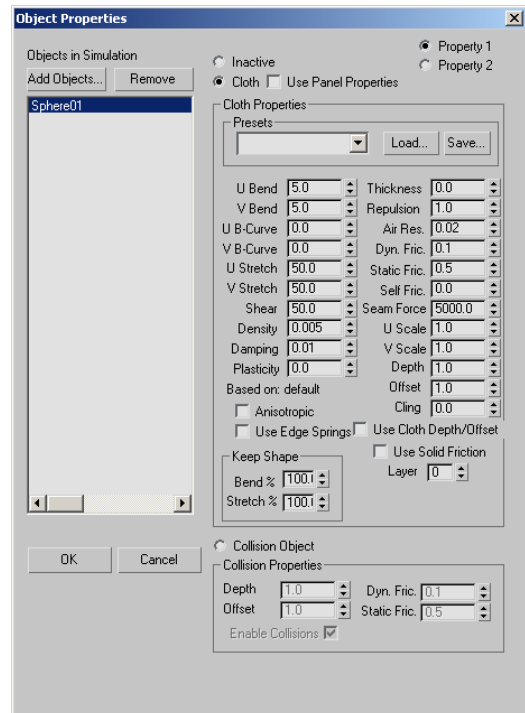 Object Properties
Objects in Simulation
Add Objects... Remove
Sphere01
OK Cancel
Inactive
Property 1
Property 2
Cloth Use Panel Properties
Cloth Properties
Presets
Load... Save...
U Bend 5.0 Thickness 0.0
V Bend 5.0 Repulsion 1.0
U B-Curve 0.0 Air Res. 0.02
V B-Curve 0.0 Dyn. Fric. 0.1
U Stretch 50.0 Static Fric. 0.5
V Stretch 50.0 Self Fric. 0.0
Shear 50.0 Seam Force 5000.0
Density 0.005 U Scale 1.0
Damping 0.01 V Scale 1.0
Plasticity 0.0 Depth 1.0
Based on: default Offset 1.0
Anisotropic Cling 0.0
Use Edge Springs Use Cloth Depth/Offset
Keep Shape Use Solid Friction
Bend % 100. Layer 0
Stretch % 100.
Collision Object
Collision Properties
Depth 1.0 Dyn. Fric. 0.1
Offset 1.0 Static Fric. 0.5
Enable Collisions